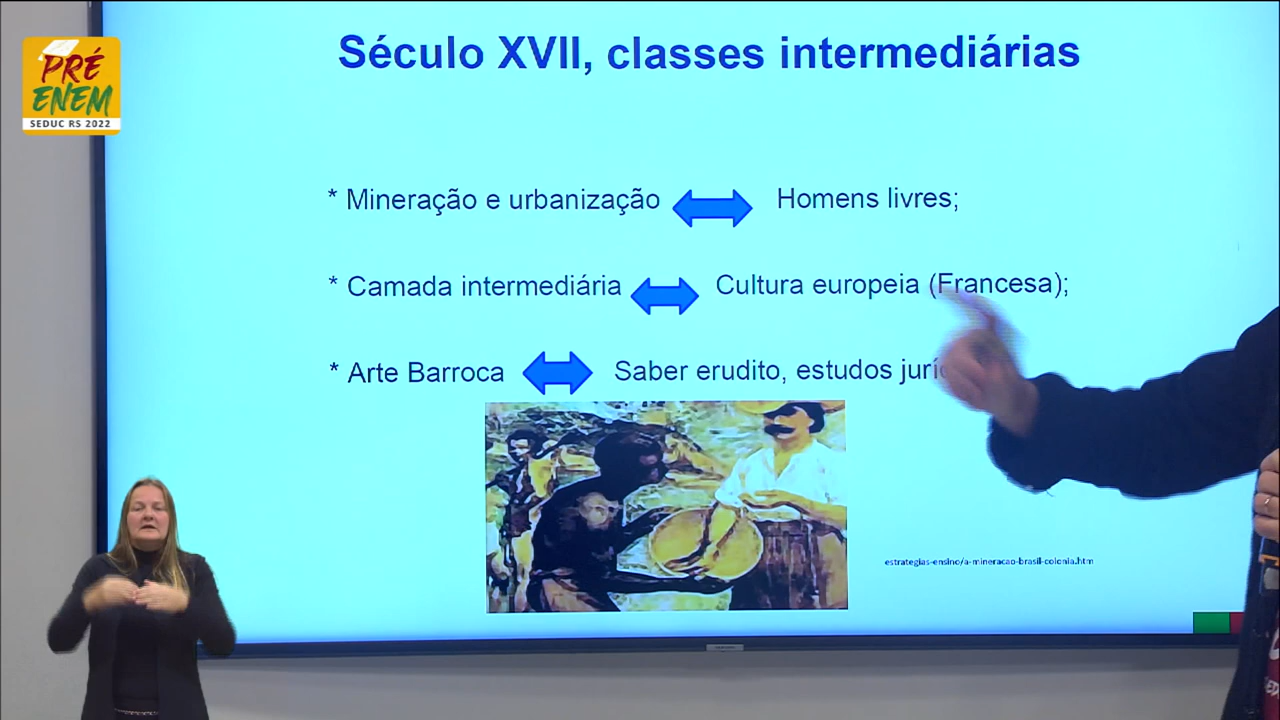 PRÉ
ENEM
SEDUC RS 2022
Século XVII, classes intermediárias
* Mineração e urbanização Homens livres;
* Camada intermediária Cultura europeia (Francesa);
* Arte Barroca Saber erudito, estudos
estrategias-ensino/a-mineracao-brasil-colonia.htm